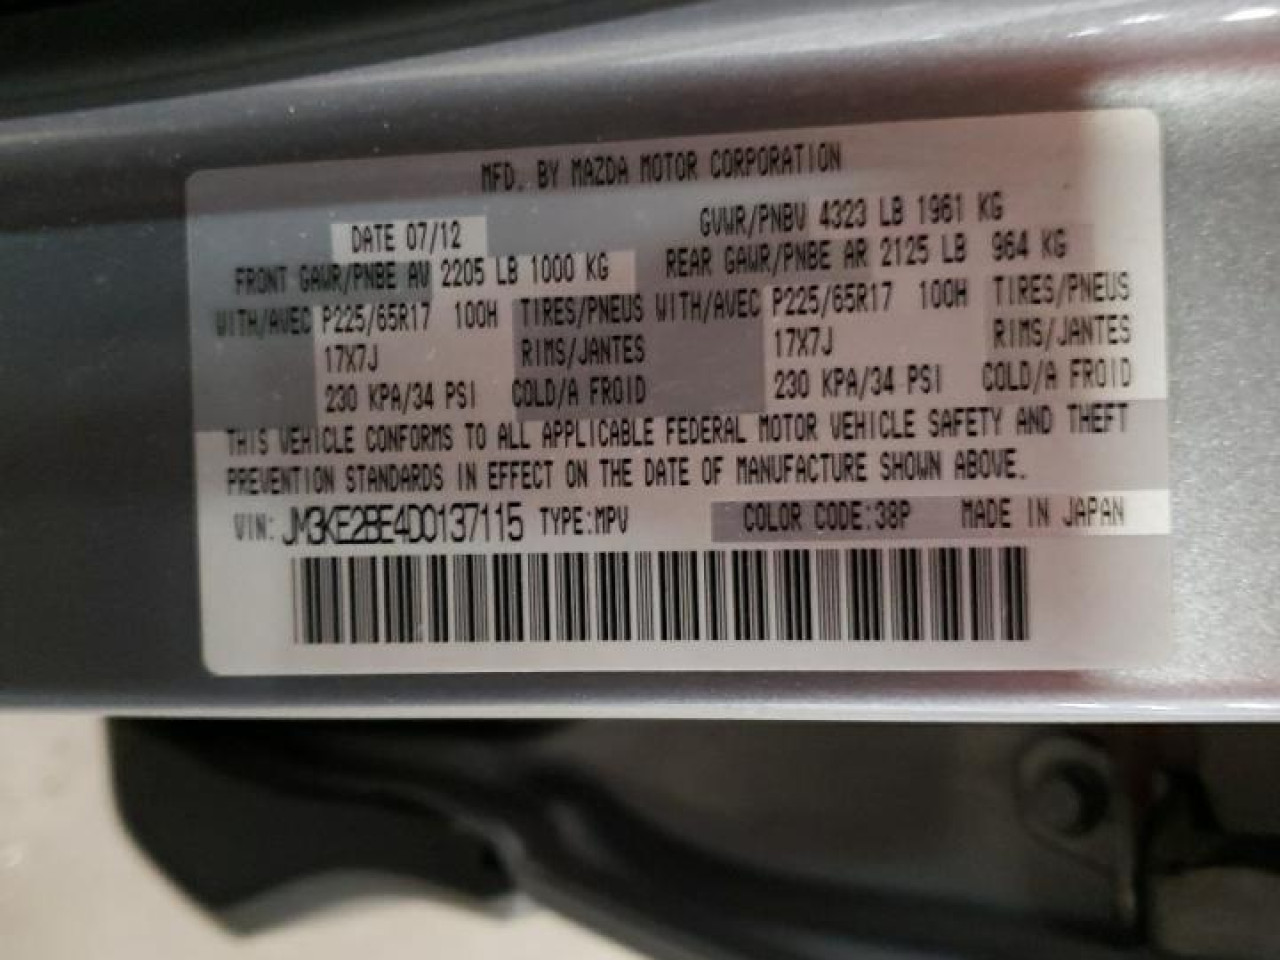 MFD. BY MAZDA MOTOR CORPORATION
DATE 07/12 GVWR/PNBV 4323 LB 1961 KG
FRONT GAWR/PNBE AV 2205 LB 1000 KG REAR GAWR/PNBE AR 2125 LB 964 KG
WITH/AVEC P225/65R17 100H TIRES/PNEUS WITH/AVEC P225/65R17 100H TIRES/PNEUS
17X7J RIMS/JANTES 17X7J RIMS/JANTES
230 KPA/34 PSI COLD/A FROID 230 KPA/34 PSI COLD/A FROID
THIS VEHICLE CONFORMS TO ALL APPLICABLE FEDERAL MOTOR VEHICLE SAFETY AND THEFT
PREVENTION STANDARDS IN EFFECT ON THE DATE OF MANUFACTURE SHOWN ABOVE.
VIN: JM3KE2BE4D0137115 TYPE:MPV COLOR CODE:38P MADE IN JAPAN